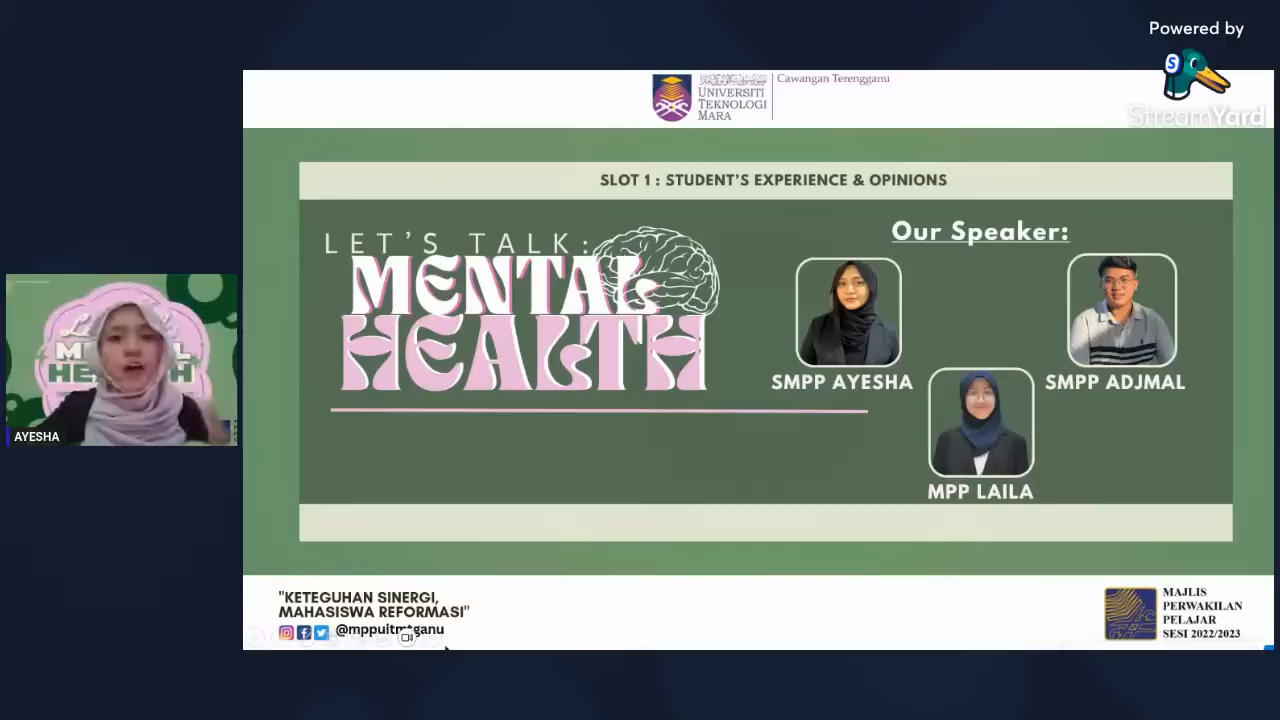 Powered by
StreamYard
UNIVERSITI
TEKNOLOGI
MARA
Cawangan Terengganu
SLOT 1 : STUDENT'S EXPERIENCE & OPINIONS
LET'S TALK:
MENTAL
HEALTH
Our Speaker:
SMPP AYESHA
SMPP ADJMAL
MPP LAILA
AYESHA
"KETEGUHAN SINERGI,
MAHASISWA REFORMASI"
MAJLIS
PERWAKILAN
PELAJAR
SESI 2022/2023